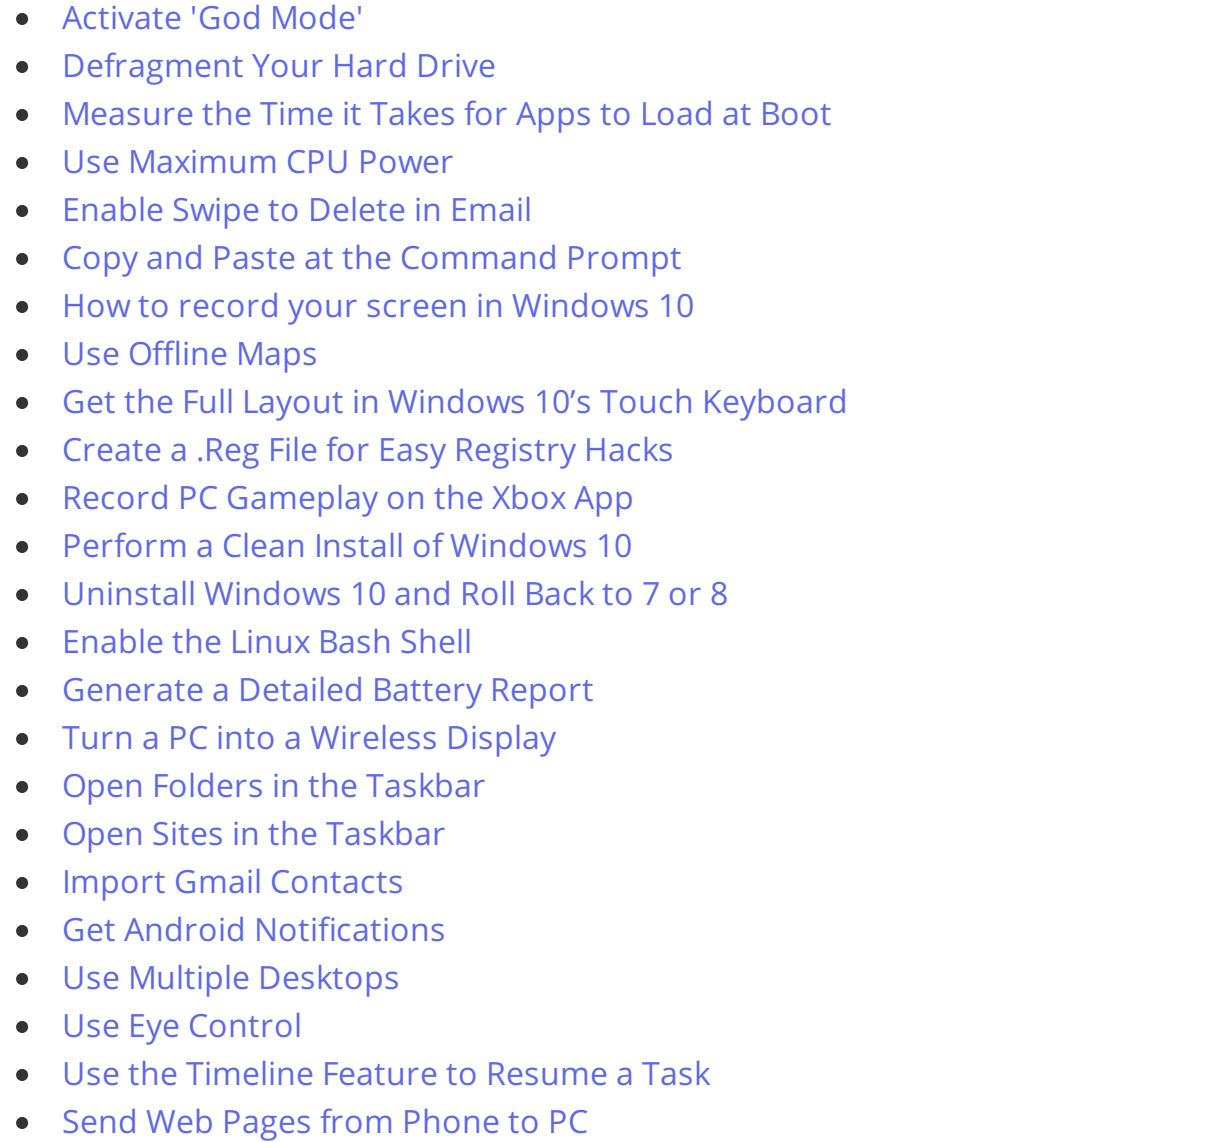 Activate 'God Mode'
Defragment Your Hard Drive
Measure the Time it Takes for Apps to Load at Boot
Use Maximum CPU Power
Enable Swipe to Delete in Email
Copy and Paste at the Command Prompt
How to record your screen in Windows 10
Use Offline Maps
Get the Full Layout in Windows 10’s Touch Keyboard
Create a .Reg File for Easy Registry Hacks
Record PC Gameplay on the Xbox App
Perform a Clean Install of Windows 10
Uninstall Windows 10 and Roll Back to 7 or 8
Enable the Linux Bash Shell
Generate a Detailed Battery Report
Turn a PC into a Wireless Display
Open Folders in the Taskbar
Open Sites in the Taskbar
Import Gmail Contacts
Get Android Notifications
Use Multiple Desktops
Use Eye Control
Use the Timeline Feature to Resume a Task
Send Web Pages from Phone to PC